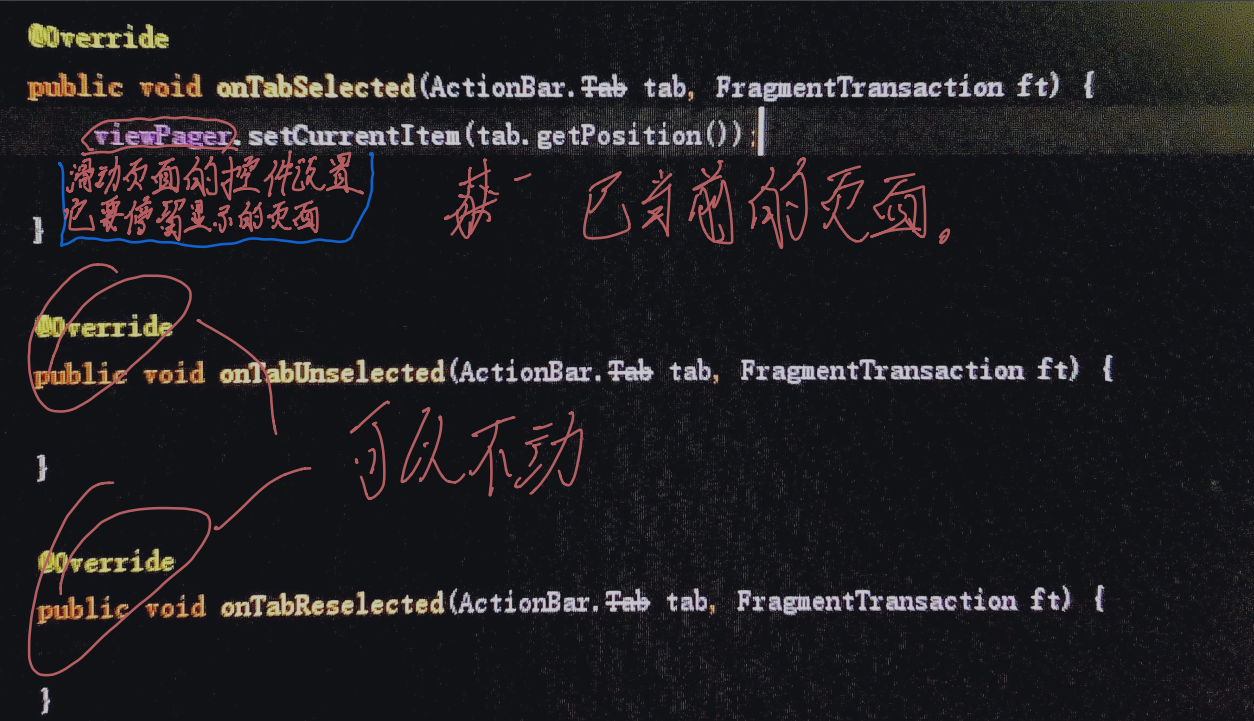 @Override
public void onTabSelected(ActionBar.Tab tab, FragmentTransaction ft) {
viewPager.setCurrentItem(tab.getPosition());
滑动页面的控件设置
它要停留显示的页面
已当前的页面。
}
@Override
public void onTabUnselected(ActionBar.Tab tab, FragmentTransaction ft) {
可以不动
}
@Override
public void onTabReselected(ActionBar.Tab tab, FragmentTransaction ft) {
}